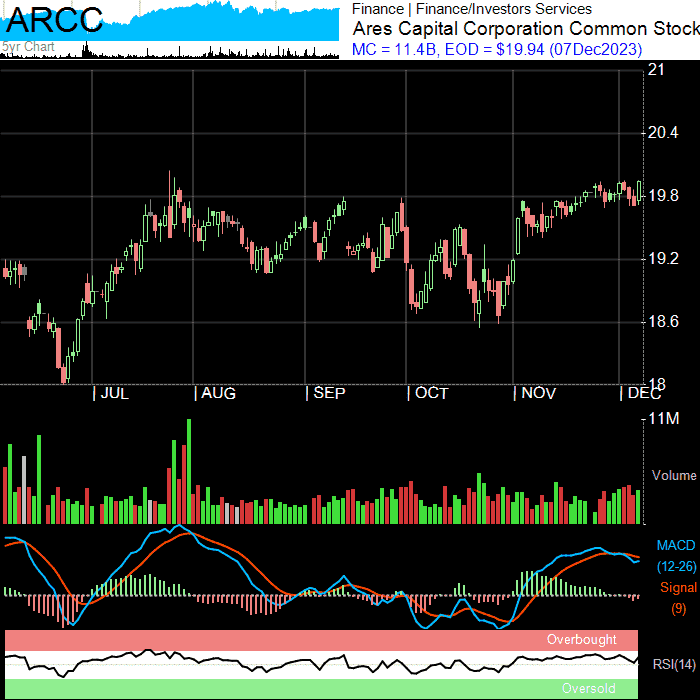 ARCC
5yr Chart
Finance | Finance/Investors Services
Ares Capital Corporation Common Stock
MC = 11.4B, EOD = $19.94 (07Dec2023)
21
20.4
19.8
19.2
18.6
18
JUL
AUG
SEP
OCT
NOV
DEC
11M
Volume
MACD
(12-26)
Signal
(9)
Overbought
RSI(14)
Oversold